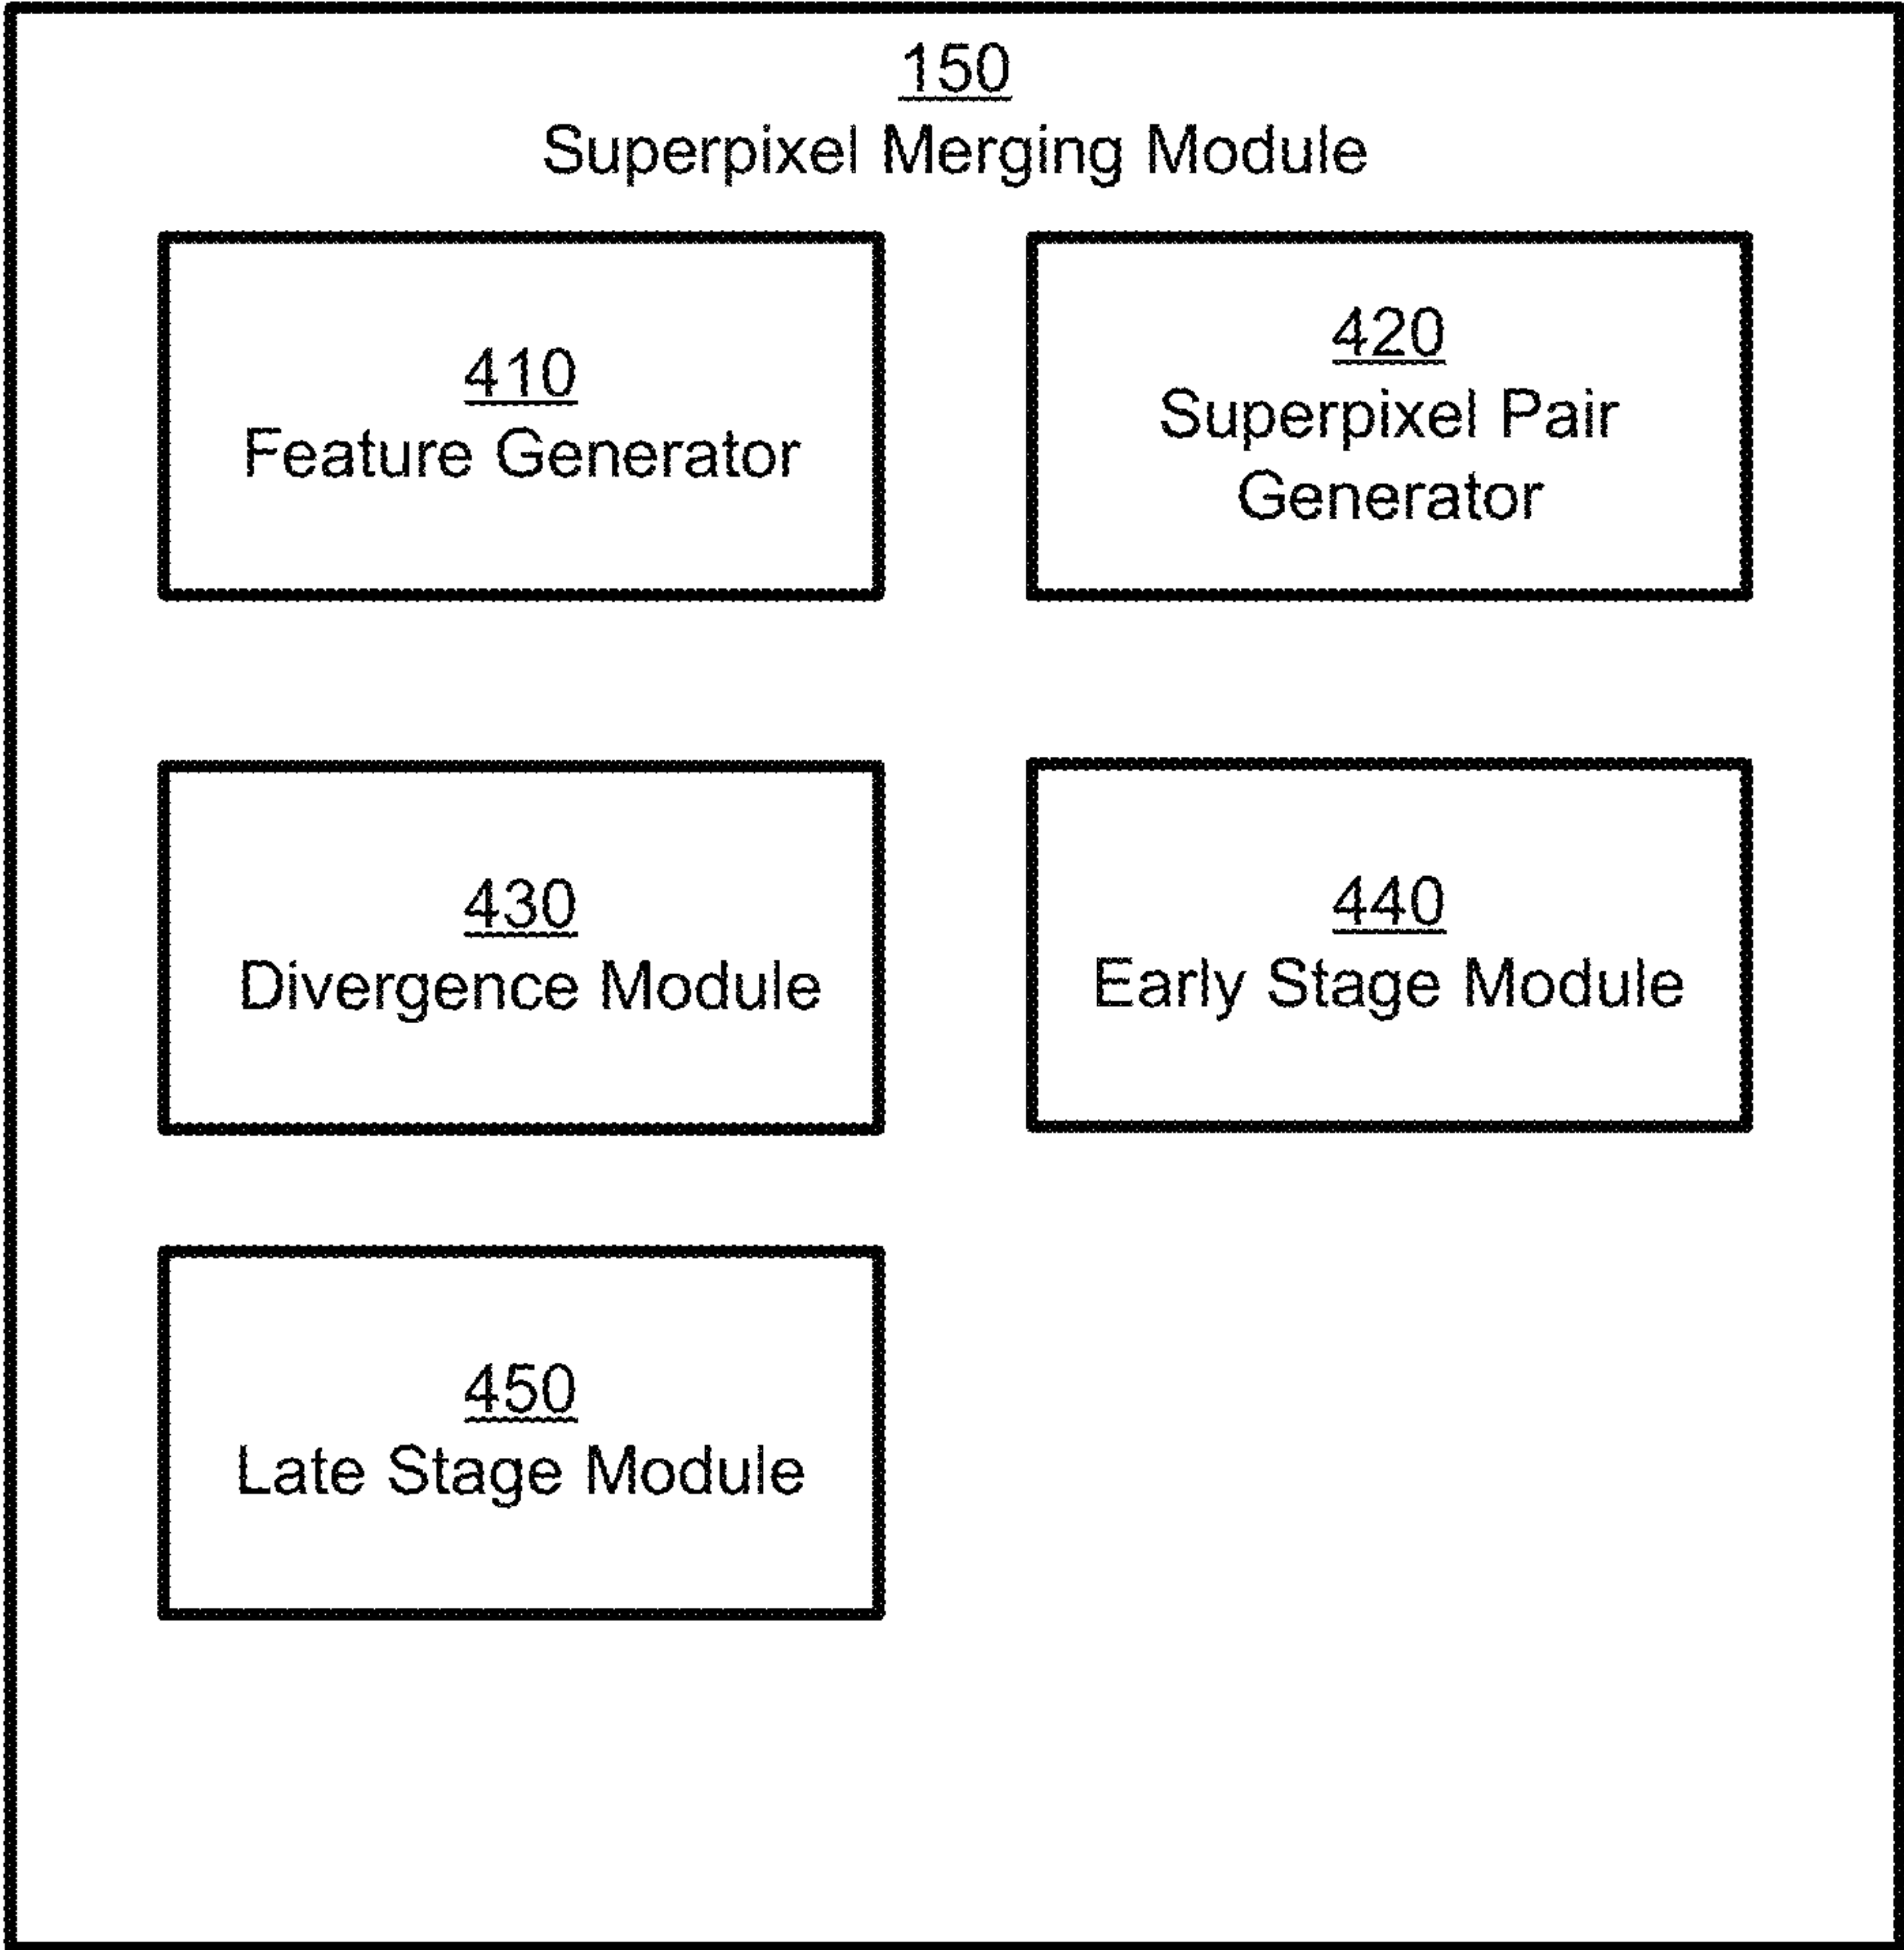 150
Superpixel Merging Module
410
Feature Generator
420
Superpixel Pair
Generator
430
Divergence Module
440
Early Stage Module
450
Late Stage Module